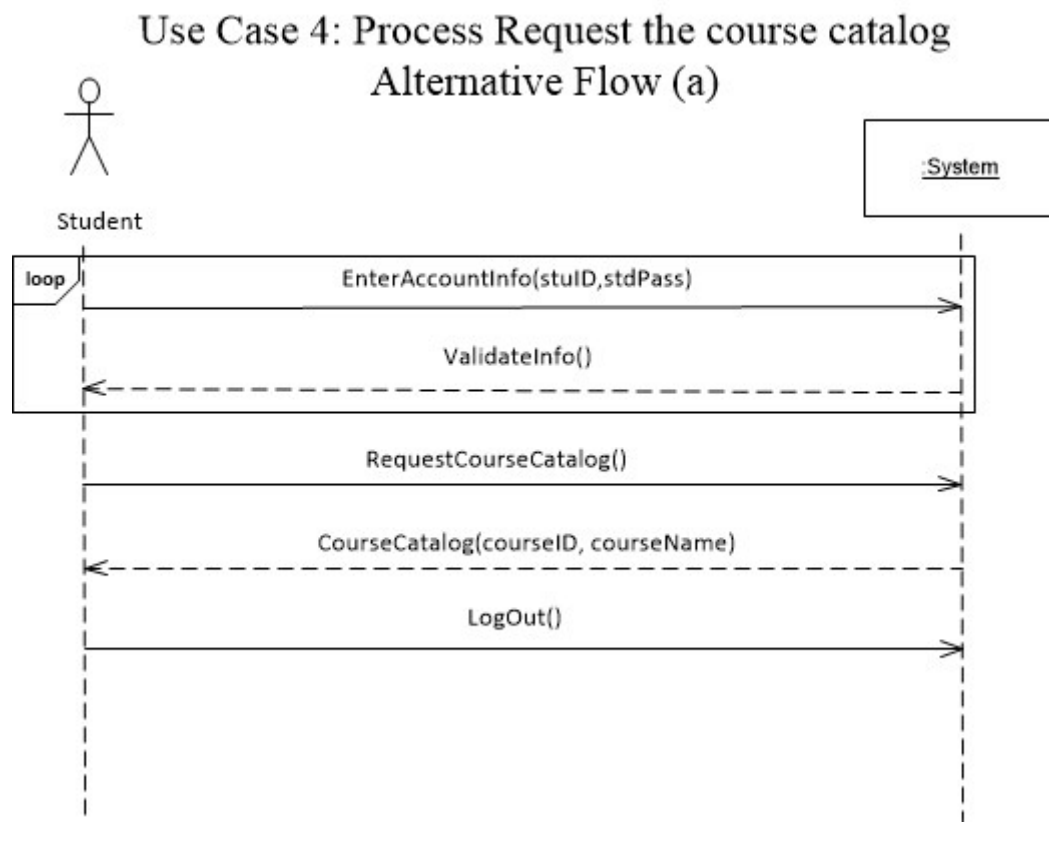 Use Case 4: Process Request the course catalog
Alternative Flow (a)
:System
Student
loop
EnterAccountInfo(stuID,stdPass)
ValidateInfo()
RequestCourseCatalog()
CourseCatalog(courseID, courseName)
LogOut()